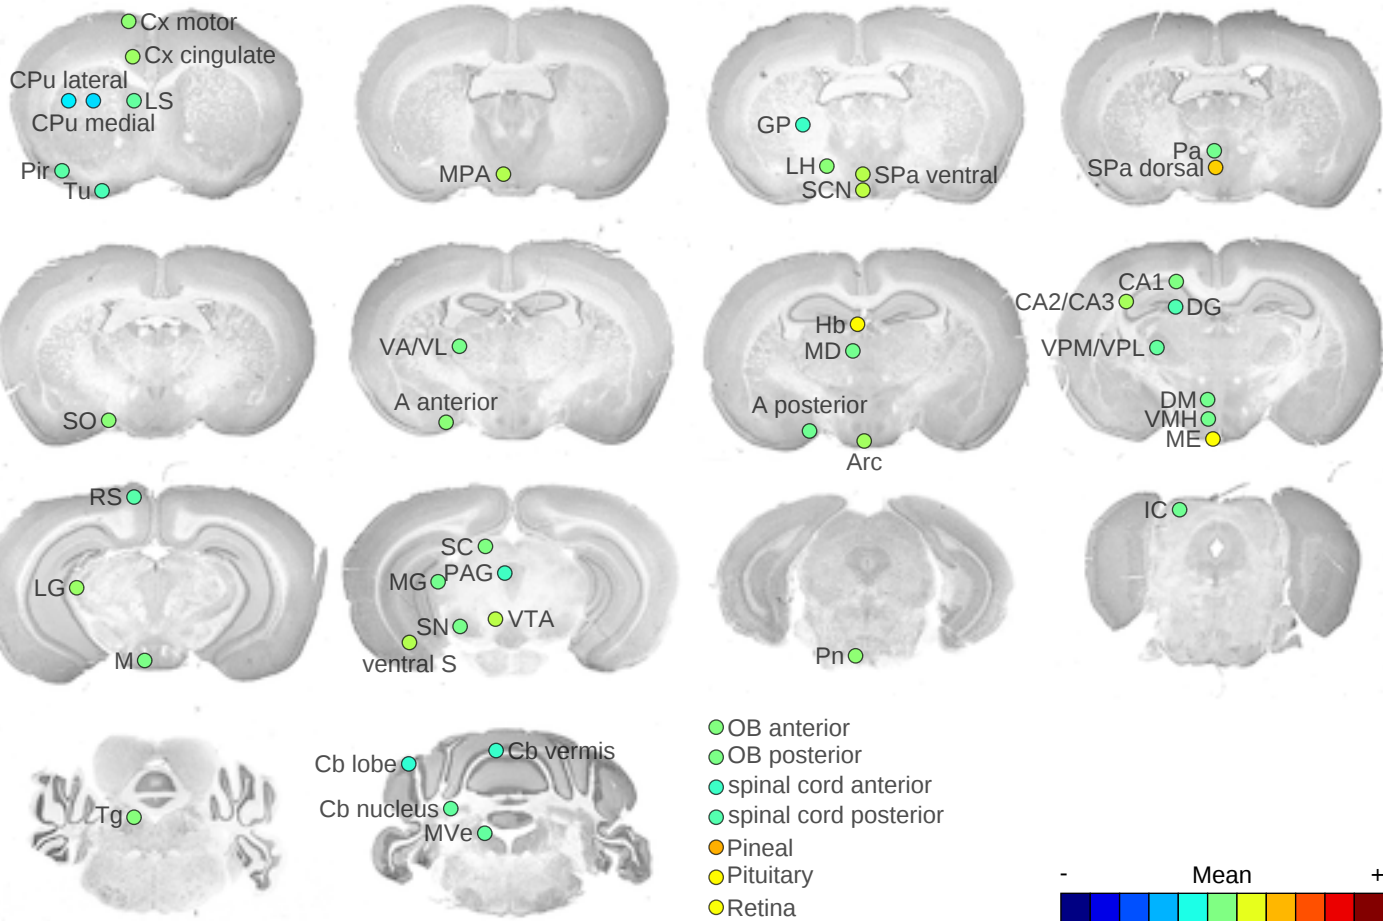 Cx motor
Cx cingulate
CPu lateral
LS
CPu medial
Pir
Tu
MPA
GP
LH
SPa ventral
SCN
Pa
SPa dorsal
SO
VA/VL
A anterior
Hb
MD
A posterior
Arc
CA1
CA2/CA3
DG
VPM/VPL
DM
VMH
ME
RS
LG
M
SC
MG
PAG
SN
VTA
ventral S
Pn
IC
Tg
Cb lobe
Cb vermis
Cb nucleus
MVe
OB anterior
OB posterior
spinal cord anterior
spinal cord posterior
Pineal
Pituitary
Retina
- Mean +